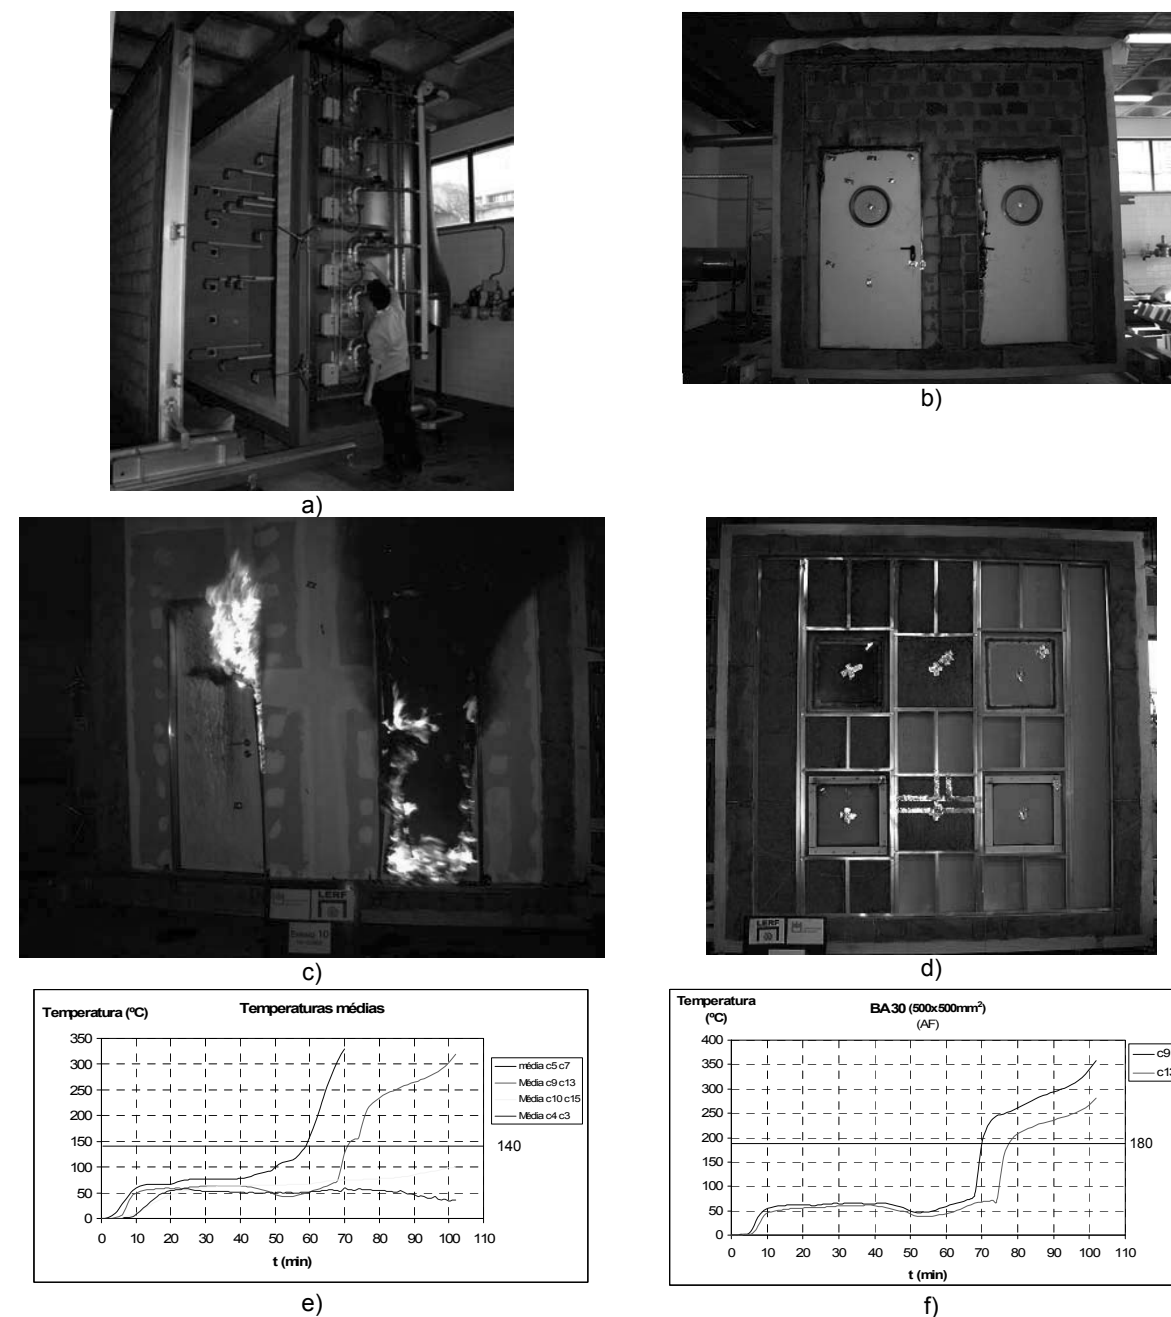 a)
b)
LERF
Ensaio 10
c)
LERF
d)
Temperatura (ºC)
Temperaturas médias
350
300
250
200
150
100
50
0
0 10 20 30 40 50 60 70 80 90 100 110
t (min)
140
média c5 c7
Média c9 c13
Média c10 c15
Média c4 c3
e)
Temperatura
(ºC)
BA30 (500x500mm²)
(AF)
400
350
300
250
200
150
100
50
0
0 10 20 30 40 50 60 70 80 90 100 110
t (min)
180
c9
c13
f)